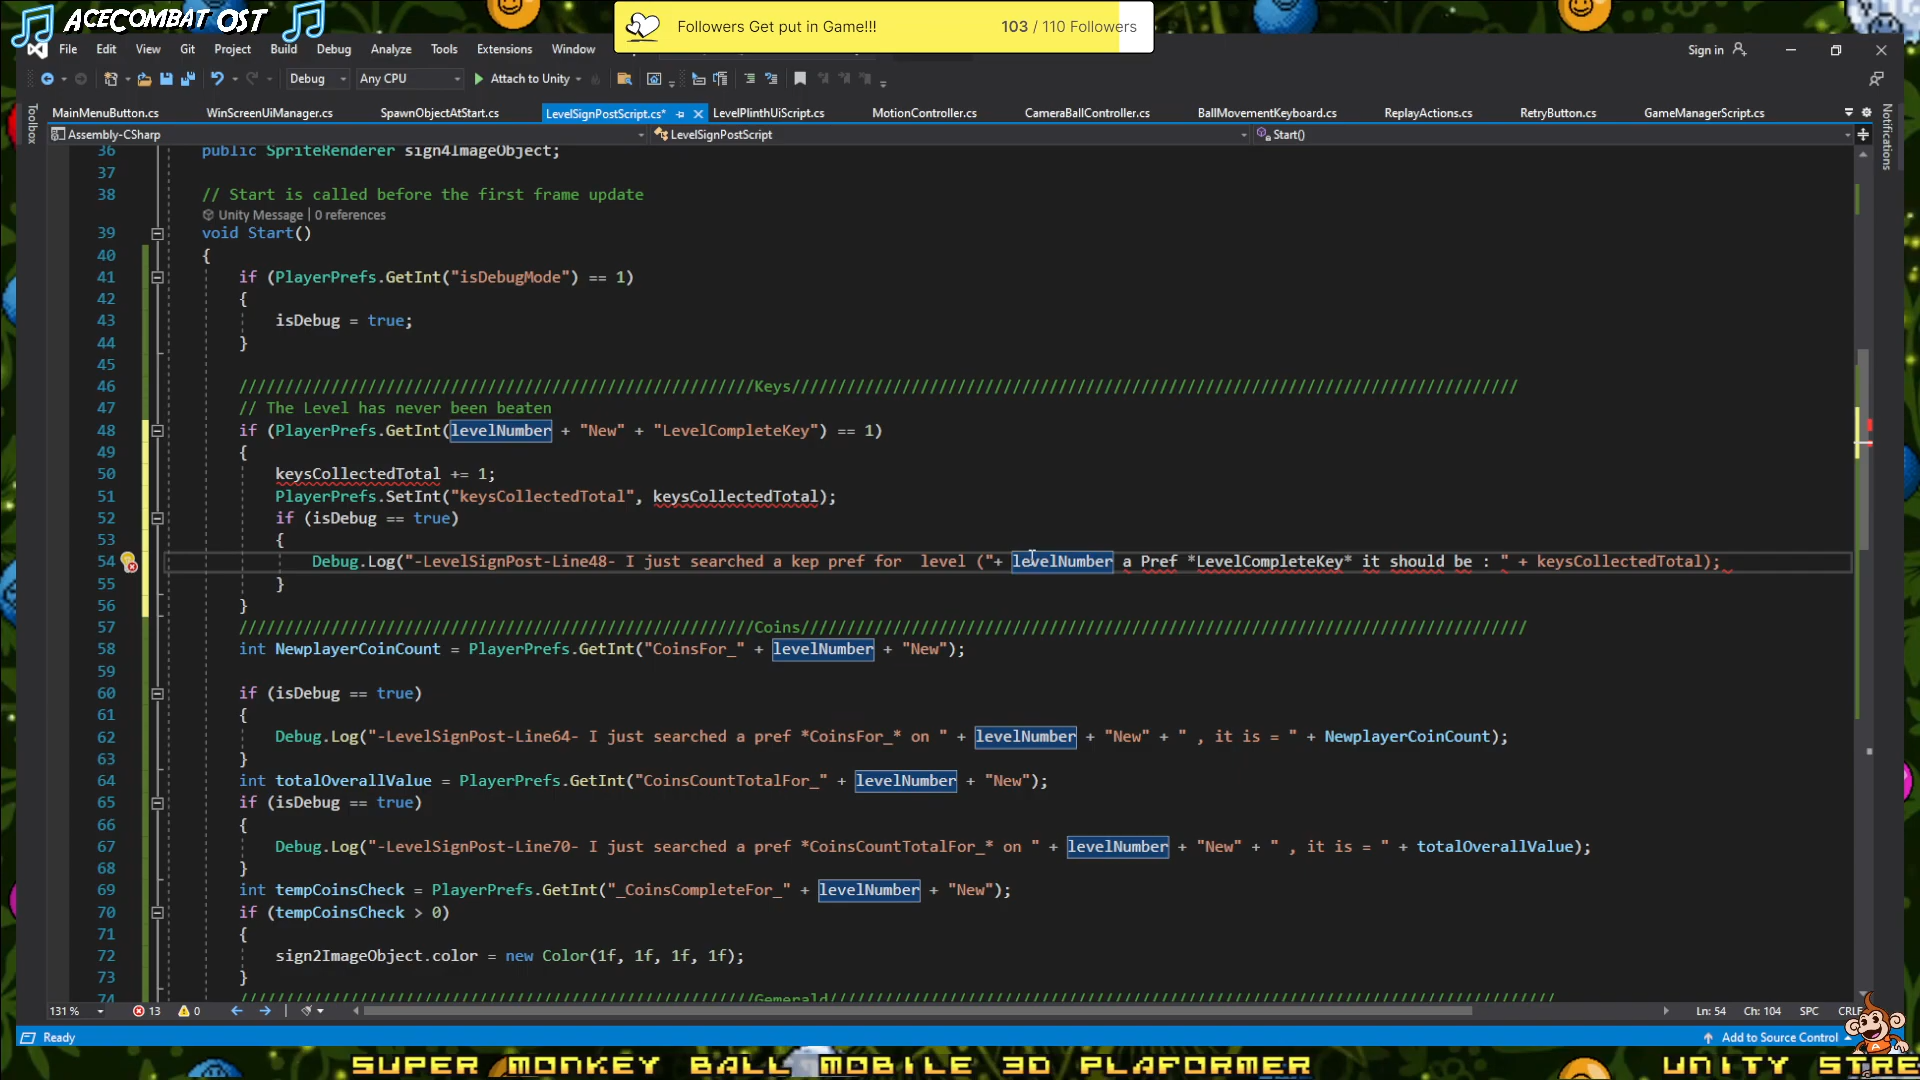 ACECOMBAT OST
Followers Get put in Game!!! 103 / 110 Followers
File Edit View Git Project Build Debug Analyze Tools Extensions Window Sign in
Debug Any CPU Attach to Unity
MainMenuButton.cs WinScreenUiManager.cs SpawnObjectAtStart.cs LevelSignPostScript.cs* LevelPlinthUiScript.cs MotionController.cs CameraBallController.cs BallMovementKeyboard.cs ReplayActions.cs RetryButton.cs GameManagerScript.cs
Toolbox
Notifications
Assembly-CSharp LevelSignPostScript Start()
36 public SpriteRenderer sign4ImageObject;
37
38 // Start is called before the first frame update
Unity Message | 0 references
39 void Start()
40 {
41 if (PlayerPrefs.GetInt("isDebugMode") == 1)
42 {
43 isDebug = true;
44 }
45
46 ////////////////////////////////////////////////////////Keys///////////////////////////////////////////////////////////////////////////////
47 // The Level has never been beaten
48 if (PlayerPrefs.GetInt(levelNumber + "New" + "LevelCompleteKey") == 1)
49 {
50 keysCollectedTotal += 1;
51 PlayerPrefs.SetInt("keysCollectedTotal", keysCollectedTotal);
52 if (isDebug == true)
53 {
54 Debug.Log("-LevelSignPost-Line48- I just searched a kep pref for  level ("+ levelNumber a Pref *LevelCompleteKey* it should be : " + keysCollectedTotal);
55 }
56 }
57 ////////////////////////////////////////////////////////Coins///////////////////////////////////////////////////////////////////////////////
58 int NewplayerCoinCount = PlayerPrefs.GetInt("CoinsFor_" + levelNumber + "New");
59
60 if (isDebug == true)
61 {
62 Debug.Log("-LevelSignPost-Line64- I just searched a pref *CoinsFor_* on " + levelNumber + "New" + " , it is = " + NewplayerCoinCount);
63 }
64 int totalOverallValue = PlayerPrefs.GetInt("CoinsCountTotalFor_" + levelNumber + "New");
65 if (isDebug == true)
66 {
67 Debug.Log("-LevelSignPost-Line70- I just searched a pref *CoinsCountTotalFor_* on " + levelNumber + "New" + " , it is = " + totalOverallValue);
68 }
69 int tempCoinsCheck = PlayerPrefs.GetInt("_CoinsCompleteFor_" + levelNumber + "New");
70 if (tempCoinsCheck > 0)
71 {
72 sign2ImageObject.color = new Color(1f, 1f, 1f, 1f);
73 }
74 ////////////////////////////////////////////////////////Gemerald///////////////////////////////////////////////////////////////////////////////
131 % 13 0 Ln: 54 Ch: 104 SPC CRLF
Ready Add to Source Control
SUPER MONKEY BALL MOBILE 3D PLAFORMER UNITY STRE